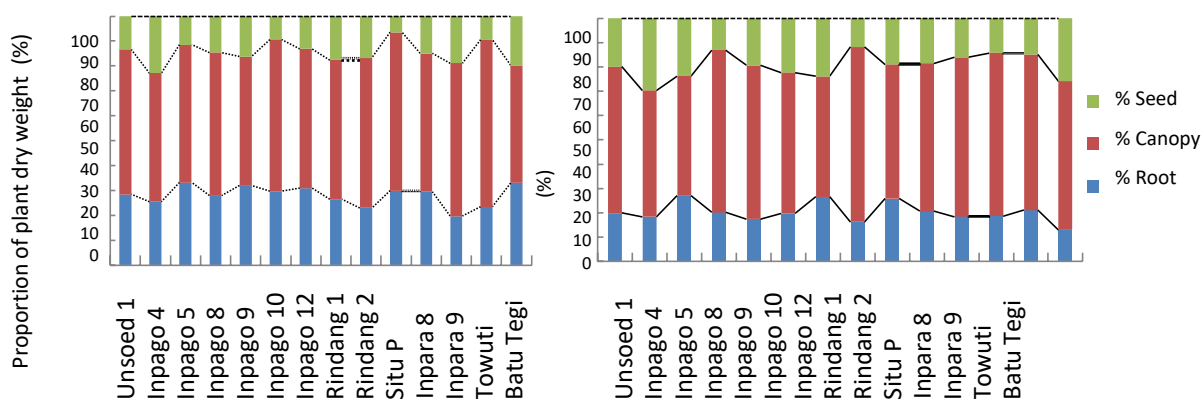 Proportion of plant dry weight (%)
100
90
80
70
60
50
40
30
20
10
0
Unsoed 1
Inpago 4
Inpago 5
Inpago 8
Inpago 9
Inpago 10
Inpago 12
Rindang 1
Rindang 2
Situ P
Inpara 8
Inpara 9
Towuti
Batu Tegi
(%)
100
90
80
70
60
50
40
30
20
10
0
Unsoed 1
Inpago 4
Inpago 5
Inpago 8
Inpago 9
Inpago 10
Inpago 12
Rindang 1
Rindang 2
Situ P
Inpara 8
Inpara 9
Towuti
Batu Tegi
% Seed
% Canopy
% Root